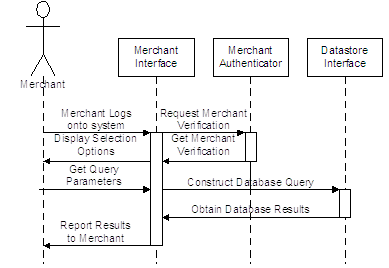 Merchant
Interface
Merchant
Authenticator
Datastore
Interface
Merchant
Merchant Logs
onto system
Request Merchant
Verification
Display Selection
Options
Get Merchant
Verification
Get Query
Parameters
Construct Database Query
Obtain Database Results
Report Results
to Merchant